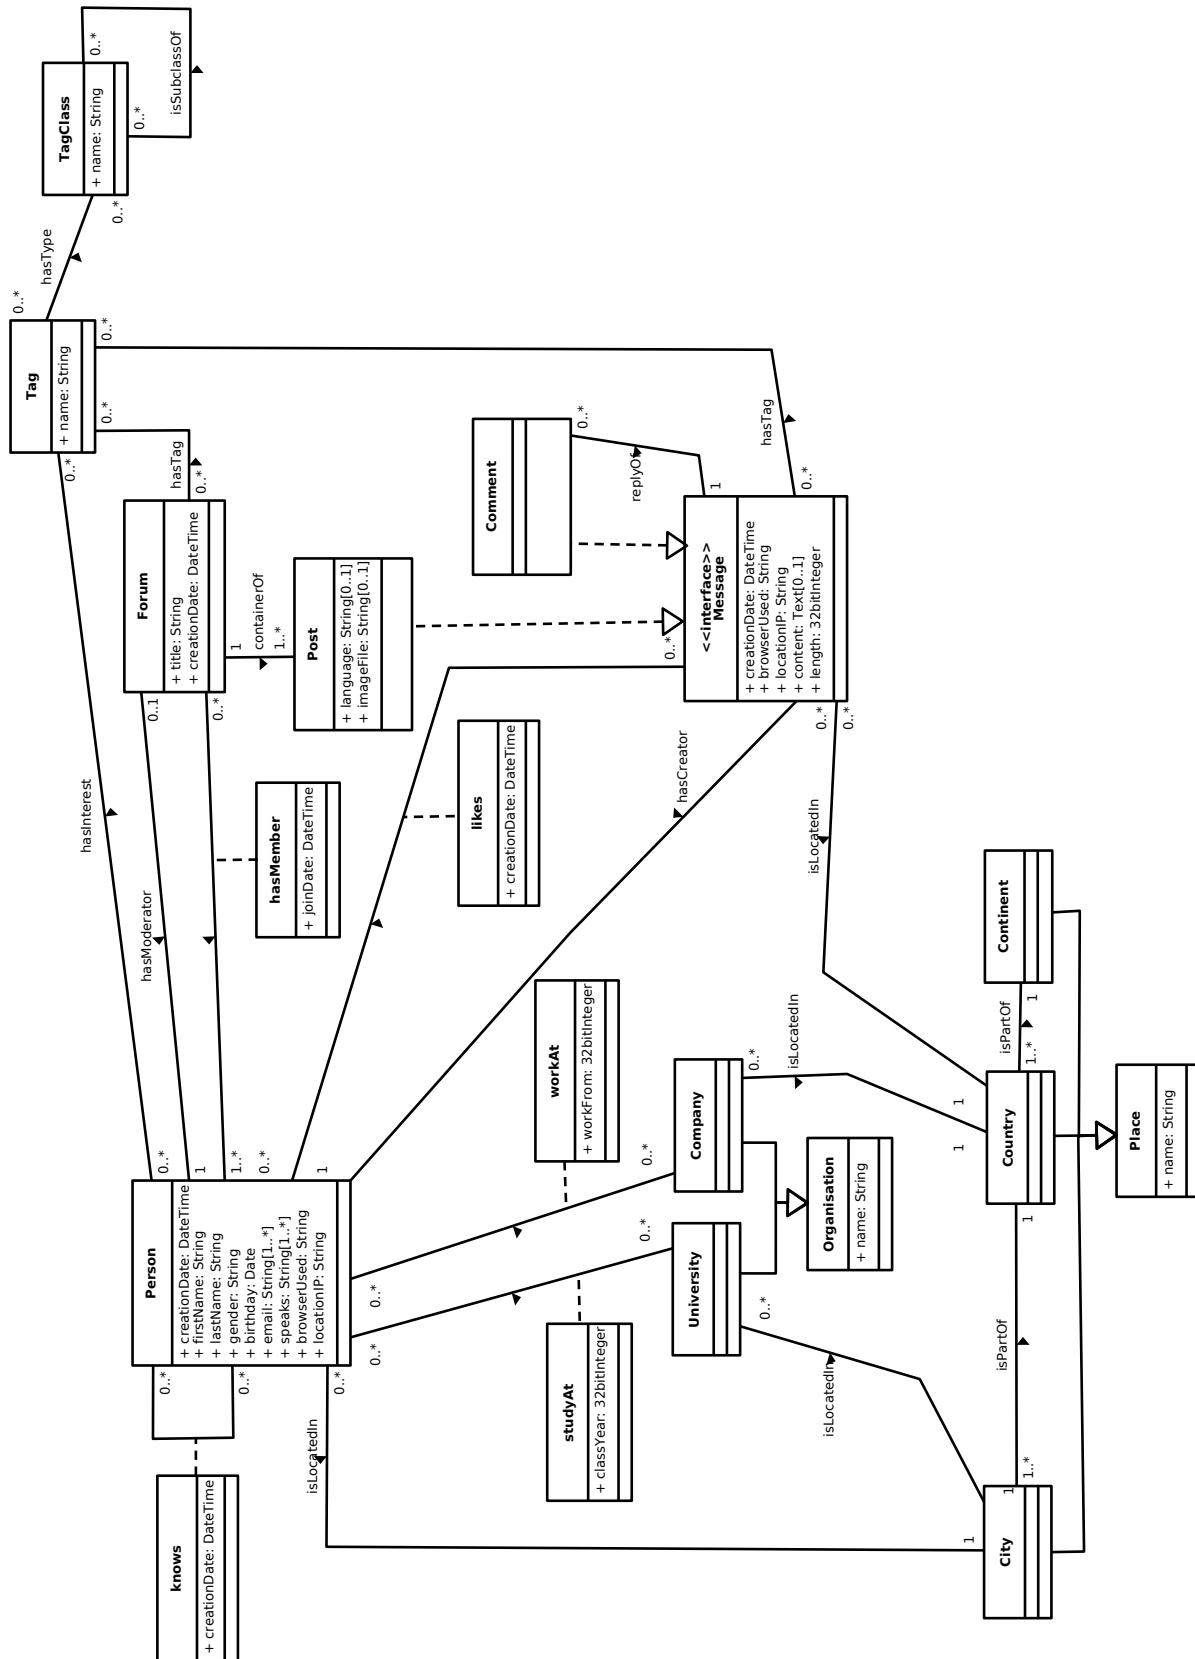 TagClass
+ name: String
0..*
0..*
isSubclassOf
0..*
hasType
0..*
Tag
+ name: String
0..*
0..*
0..*
hasTag
0..*
hasTag
0..*
hasInterest
0..*
Forum
+ title: String
+ creationDate: DateTime
0..1
0..*
1
containerOf
1..*
Post
+ language: String[0..1]
+ imageFile: String[0..1]
Comment
0..*
replyOf
1
<<interface>>
Message
+ creationDate: DateTime
+ browserUsed: String
+ locationIP: String
+ content: Text[0..1]
+ length: 32bitInteger
0..*
0..*
0..*
hasModerator
1
hasMember
+ joinDate: DateTime
1..*
likes
+ creationDate: DateTime
0..*
hasCreator
1
isLocatedIn
1
Person
+ creationDate: DateTime
+ firstName: String
+ lastName: String
+ gender: String
+ birthday: Date
+ email: String[1..*]
+ speaks: String[1..*]
+ browserUsed: String
+ locationIP: String
0..*
0..*
knows
+ creationDate: DateTime
0..*
isLocatedIn
1
workAt
+ workFrom: 32bitInteger
0..*
0..*
studyAt
+ classYear: 32bitInteger
0..*
0..*
Company
0..*
isLocatedIn
1
University
0..*
isLocatedIn
1
Organisation
+ name: String
Continent
1
isPartOf
1..*
Country
1
isPartOf
1..*
City
Place
+ name: String